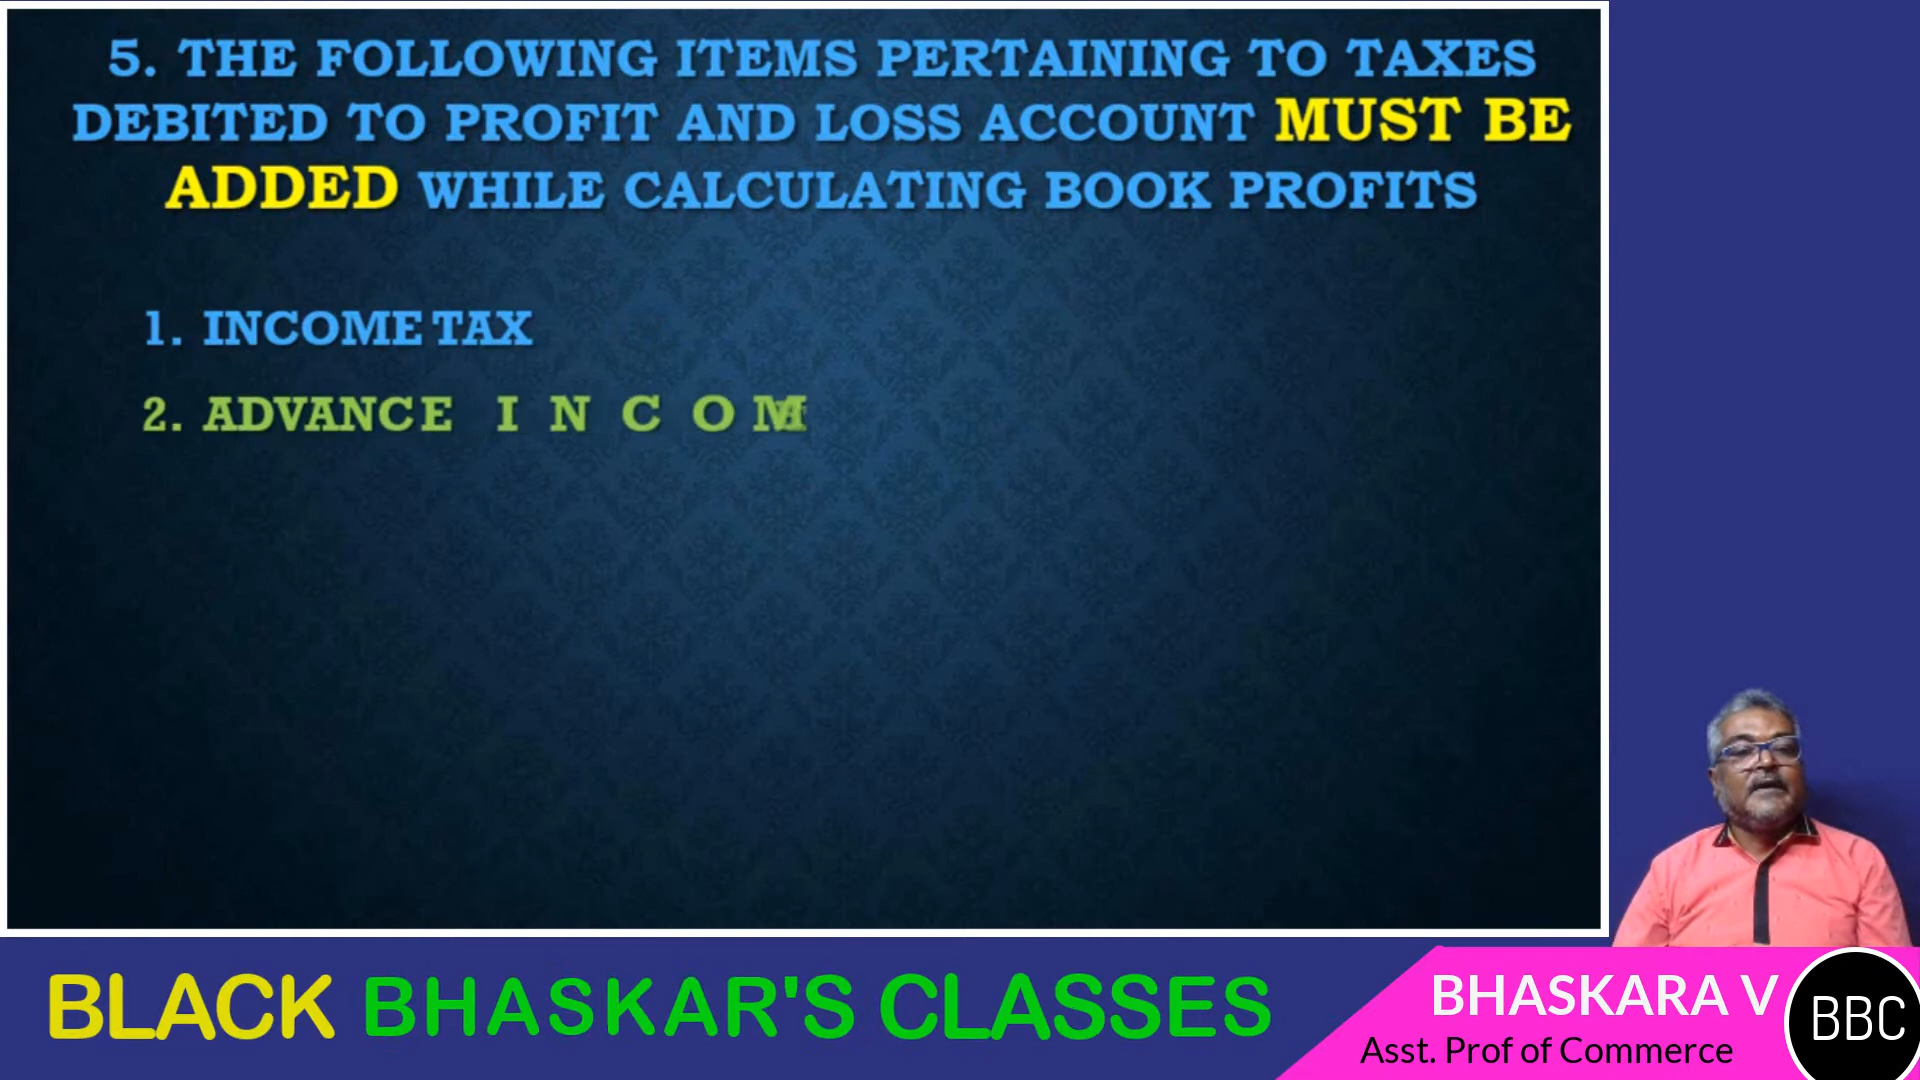 5. THE FOLLOWING ITEMS PERTAINING TO TAXES
DEBITED TO PROFIT AND LOSS ACCOUNT MUST BE
ADDED WHILE CALCULATING BOOK PROFITS
1. INCOME TAX
2. ADVANCE I N C O M
BLACK BHASKAR'S CLASSES
BHASKARA V
Asst. Prof of Commerce
BBC